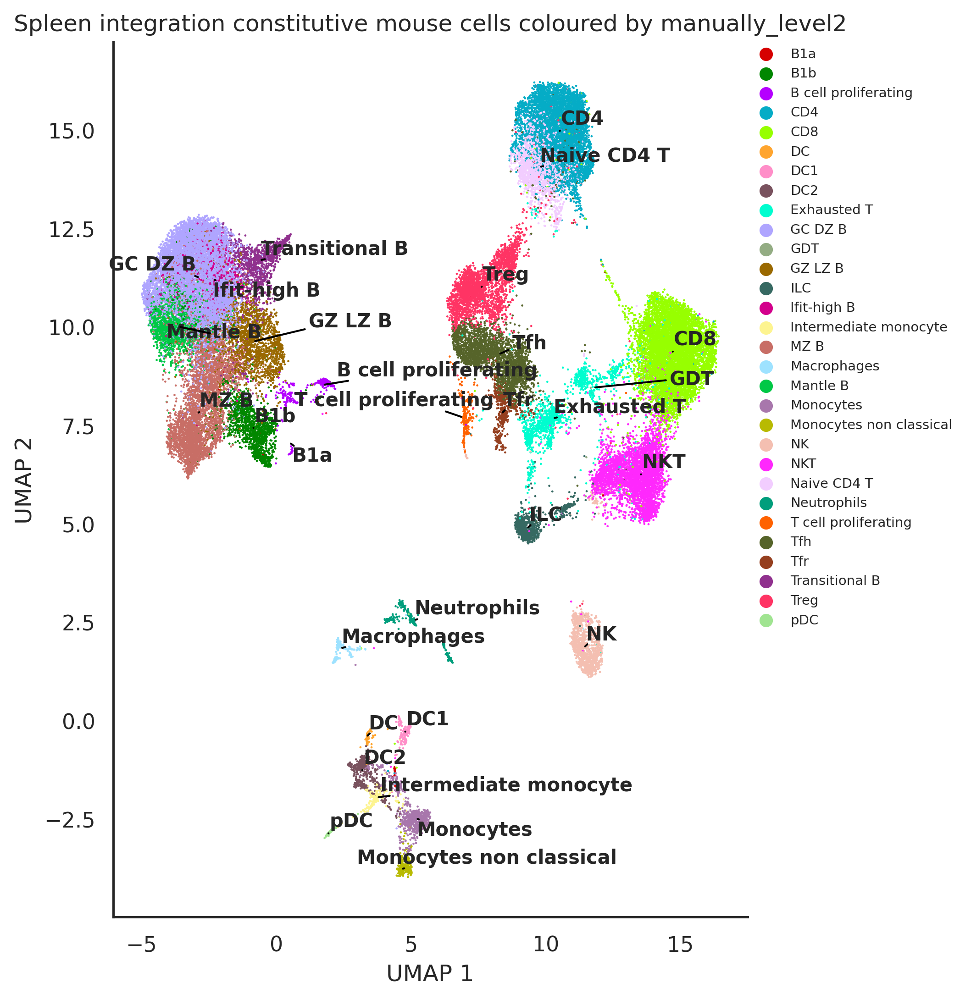 Spleen integration constitutive mouse cells coloured by manually_level2
UMAP 2
15.0
12.5
10.0
7.5
5.0
2.5
0.0
−2.5
CD4
Naive CD4 T
Transitional B
GC DZ B
Treg
Ifit-high B
GZ LZ B
Mantle B
Tfh
CD8
B cell proliferating
GDT
T cell proliferating
Tfr
MZ B
Exhausted T
B1b
B1a
NKT
ILC
Neutrophils
Macrophages
NK
DC
DC1
DC2
Intermediate monocyte
pDC
Monocytes
Monocytes non classical
−5
0
5
10
15
UMAP 1
B1a
B1b
B cell proliferating
CD4
CD8
DC
DC1
DC2
Exhausted T
GC DZ B
GDT
GZ LZ B
ILC
Ifit-high B
Intermediate monocyte
MZ B
Macrophages
Mantle B
Monocytes
Monocytes non classical
NK
NKT
Naive CD4 T
Neutrophils
T cell proliferating
Tfh
Tfr
Transitional B
Treg
pDC